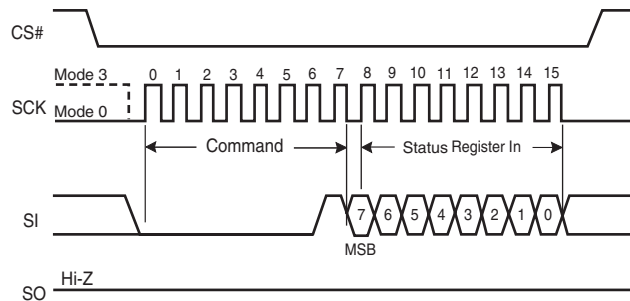 CS#
Mode 3
0 1 2 3 4 5 6 7 8 9 10 11 12 13 14 15
SCK
Mode 0
Command
Status Register In
SI
7 6 5 4 3 2 1 0
MSB
Hi-Z
SO